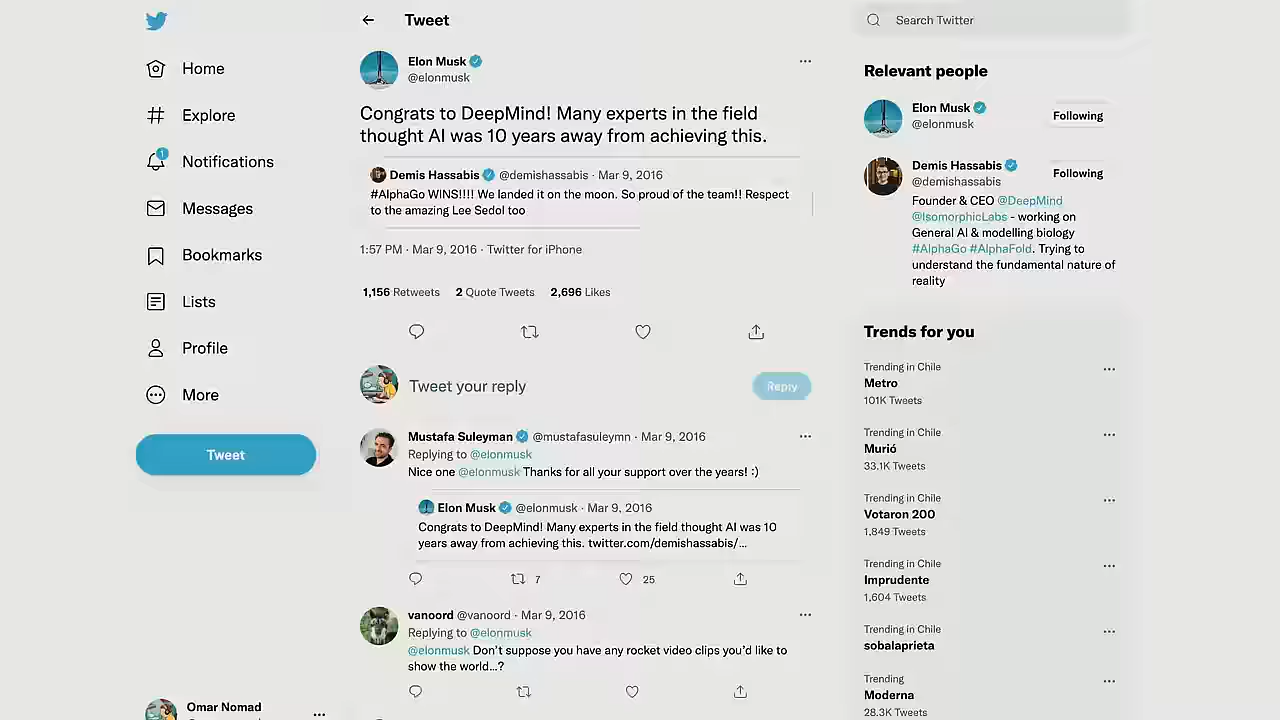 Home
Explore
1
Notifications
Messages
Bookmarks
Lists
Profile
More
Tweet
Omar Nomad
Tweet
Elon Musk
@elonmusk
Congrats to DeepMind! Many experts in the field
thought AI was 10 years away from achieving this.
Demis Hassabis @demishassabis · Mar 9, 2016
#AlphaGo WINS!!!! We landed it on the moon. So proud of the team!! Respect
to the amazing Lee Sedol too
1:57 PM · Mar 9, 2016 · Twitter for iPhone
1,156 Retweets 2 Quote Tweets 2,696 Likes
Tweet your reply
Reply
Mustafa Suleyman @mustafasuleymn · Mar 9, 2016
Replying to @elonmusk
Nice one @elonmusk Thanks for all your support over the years! :)
Elon Musk @elonmusk · Mar 9, 2016
Congrats to DeepMind! Many experts in the field thought AI was 10
years away from achieving this. twitter.com/demishassabis/...
7 25
vanoord @vanoord · Mar 9, 2016
Replying to @elonmusk
@elonmusk Don't suppose you have any rocket video clips you'd like to
show the world...?
Search Twitter
Relevant people
Elon Musk
@elonmusk
Following
Demis Hassabis
@demishassabis
Following
Founder & CEO @DeepMind
@IsomorphicLabs - working on
General AI & modelling biology
#AlphaGo #AlphaFold. Trying to
understand the fundamental nature of
reality
Trends for you
Trending in Chile
Metro
101K Tweets
Trending in Chile
Murió
33.1K Tweets
Trending in Chile
Votaron 200
1,849 Tweets
Trending in Chile
Imprudente
1,604 Tweets
Trending in Chile
sobalaprieta
Trending
Moderna
28.3K Tweets